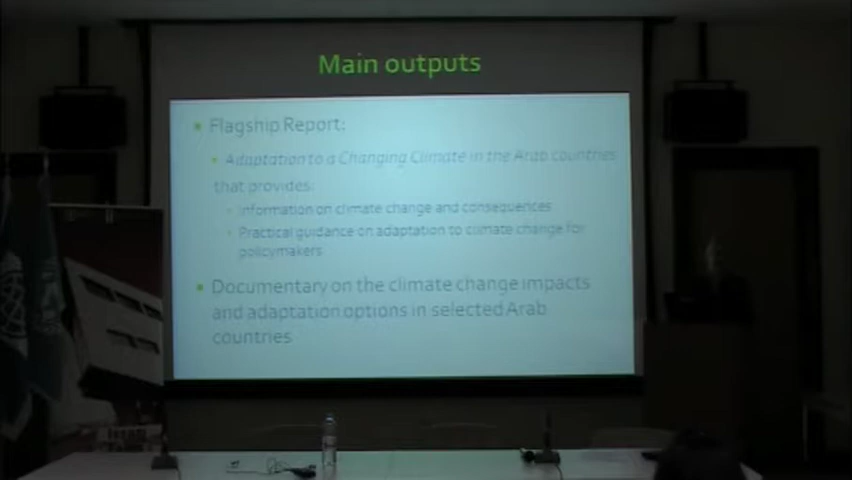 Main outputs
Flagship Report:
Adaptation to a Changing Climate in the Arab countries
that provides:
Information on climate change and consequences
Practical guidance on adaptation to climate change for
policymakers
Documentary on the climate change impacts
and adaptation options in selected Arab
countries